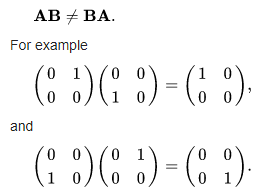 AB ≠ BA.
For example
( 0 1 ; 0 0 ) ( 0 0 ; 1 0 ) = ( 1 0 ; 0 0 ),
and
( 0 0 ; 1 0 ) ( 0 1 ; 0 0 ) = ( 0 0 ; 0 1 ).